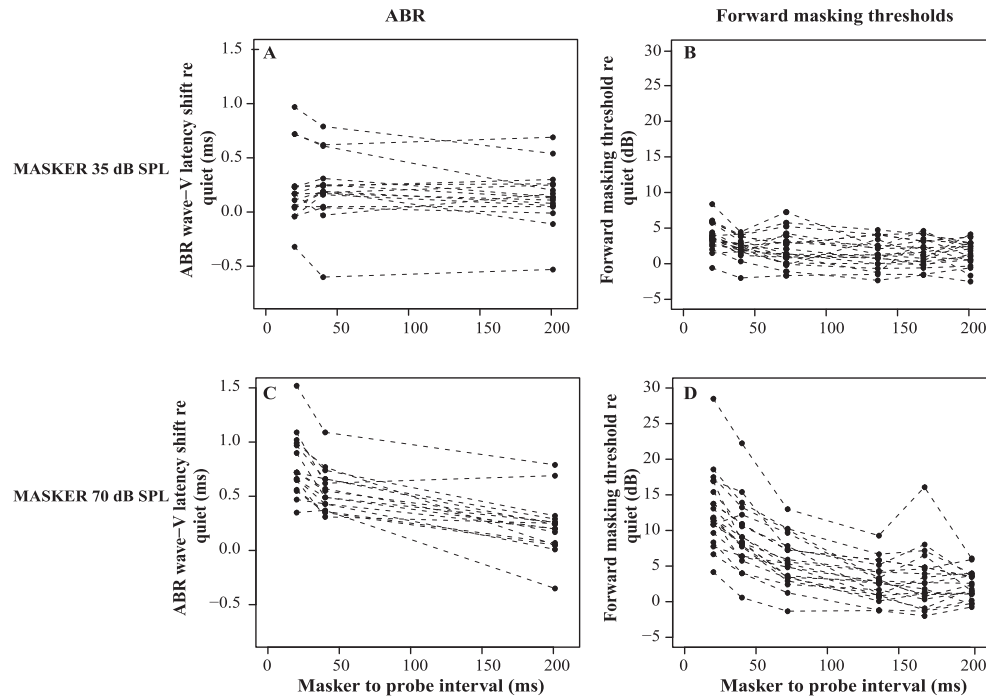 ABR
Forward masking thresholds
MASKER 35 dB SPL
ABR wave−V latency shift re
quiet (ms)
A
1.5
1.0
0.5
0.0
−0.5
0 50 100 150 200
Forward masking threshold re
quiet (dB)
B
30
25
20
15
10
5
0
−5
0 50 100 150 200
MASKER 70 dB SPL
ABR wave−V latency shift re
quiet (ms)
C
1.5
1.0
0.5
0.0
−0.5
0 50 100 150 200
Masker to probe interval (ms)
Forward masking threshold re
quiet (dB)
D
30
25
20
15
10
5
0
−5
0 50 100 150 200
Masker to probe interval (ms)